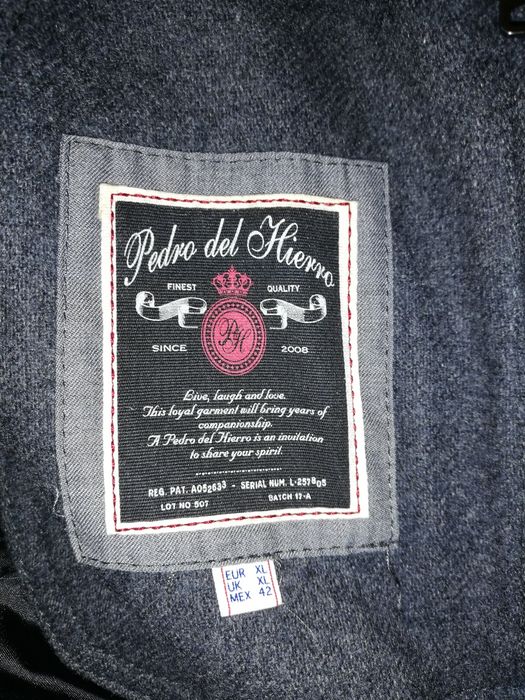 Pedro del Hierro
FINEST QUALITY
PH
SINCE 2008
Live, laugh and love.
This loyal garment will bring years of
companionship.
A Pedro del Hierro is an invitation
to share your spirit.
REG. PAT. A052633 - SERIAL NUM. L-257805
LOT NO 507 BATCH 17-A
EUR XL
UK XL
MEX 42